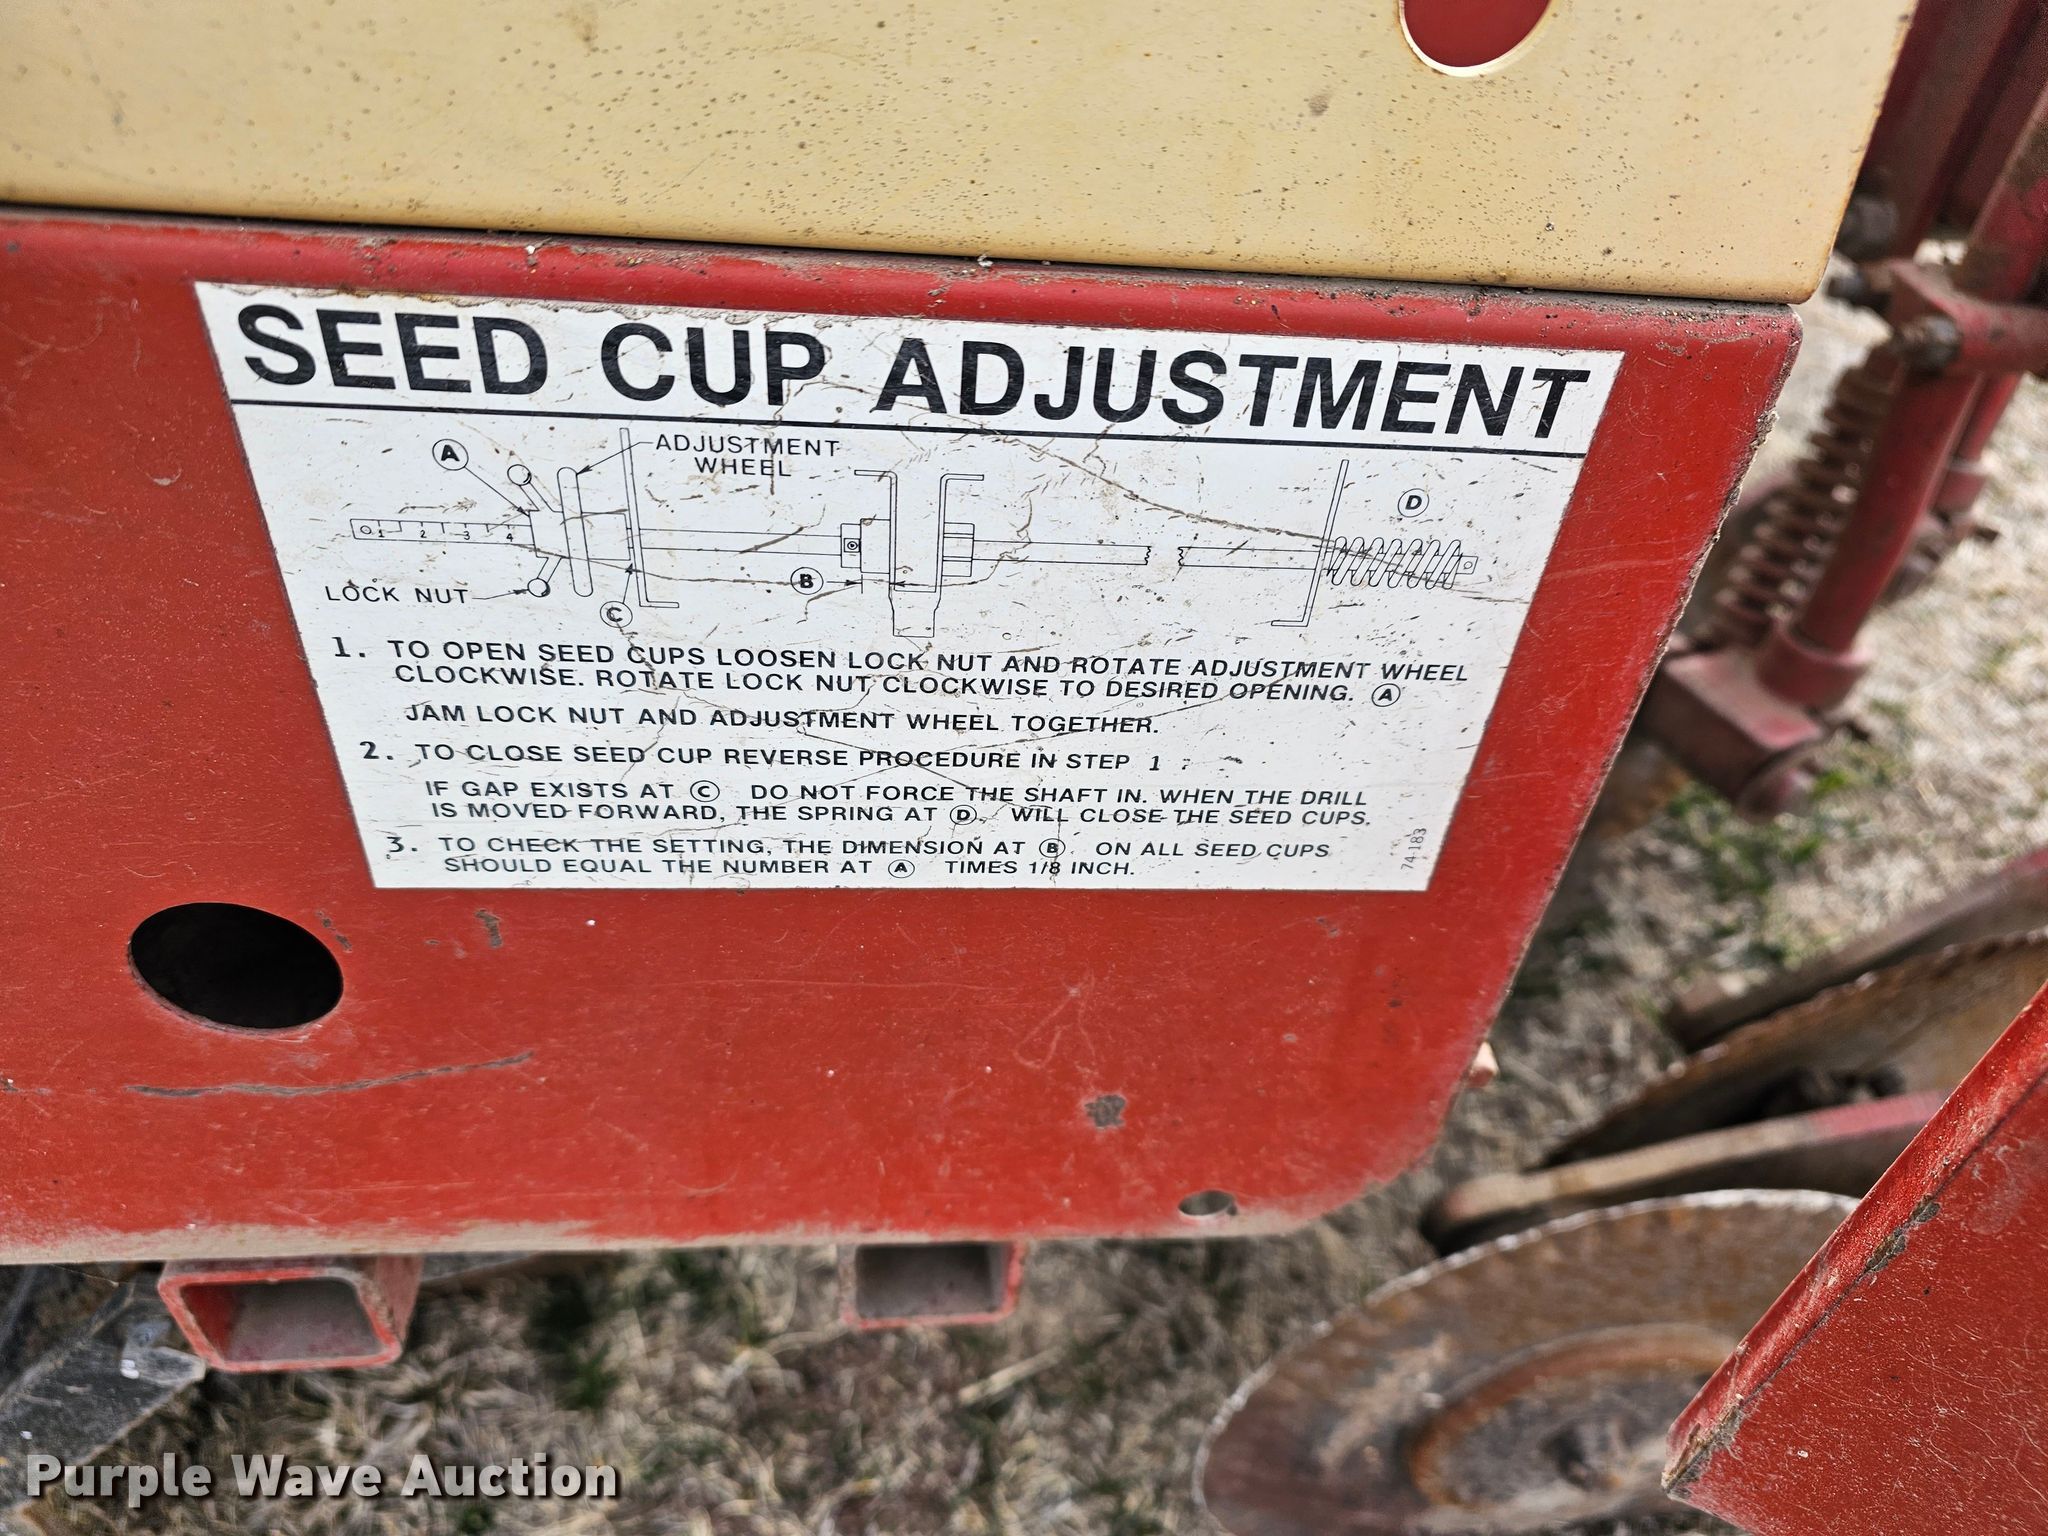 SEED CUP ADJUSTMENT
A
ADJUSTMENT
WHEEL
D
1 2 3 4
B
LOCK NUT
C
1. TO OPEN SEED CUPS LOOSEN LOCK NUT AND ROTATE ADJUSTMENT WHEEL
CLOCKWISE. ROTATE LOCK NUT CLOCKWISE TO DESIRED OPENING. A
JAM LOCK NUT AND ADJUSTMENT WHEEL TOGETHER.
2. TO CLOSE SEED CUP REVERSE PROCEDURE IN STEP 1
IF GAP EXISTS AT C DO NOT FORCE THE SHAFT IN. WHEN THE DRILL
IS MOVED FORWARD, THE SPRING AT D. WILL CLOSE THE SEED CUPS.
3. TO CHECK THE SETTING, THE DIMENSION AT B. ON ALL SEED CUPS
SHOULD EQUAL THE NUMBER AT A TIMES 1/8 INCH.
74-183
Purple Wave Auction